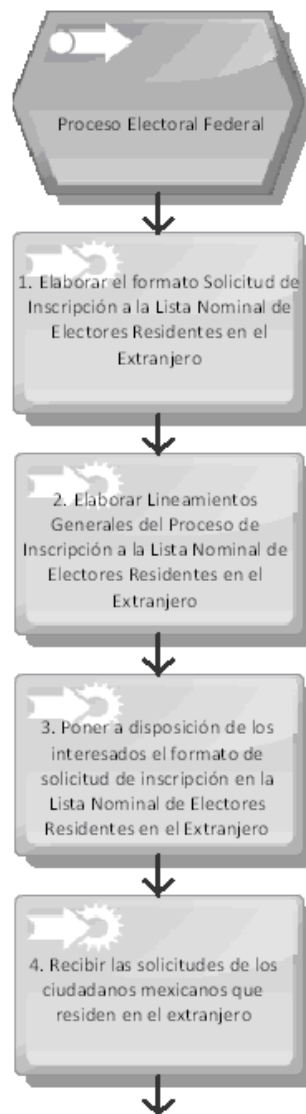 Proceso Electoral Federal
1. Elaborar el formato Solicitud de
Inscripción a la Lista Nominal de
Electores Residentes en el
Extranjero
2. Elaborar Lineamientos
Generales del Proceso de
Inscripción a la Lista Nominal de
Electores Residentes en el
Extranjero
3. Poner a disposición de los
interesados el formato de
solicitud de inscripción en la
Lista Nominal de Electores
Residentes en el Extranjero
4. Recibir las solicitudes de los
ciudadanos mexicanos que
residen en el extranjero